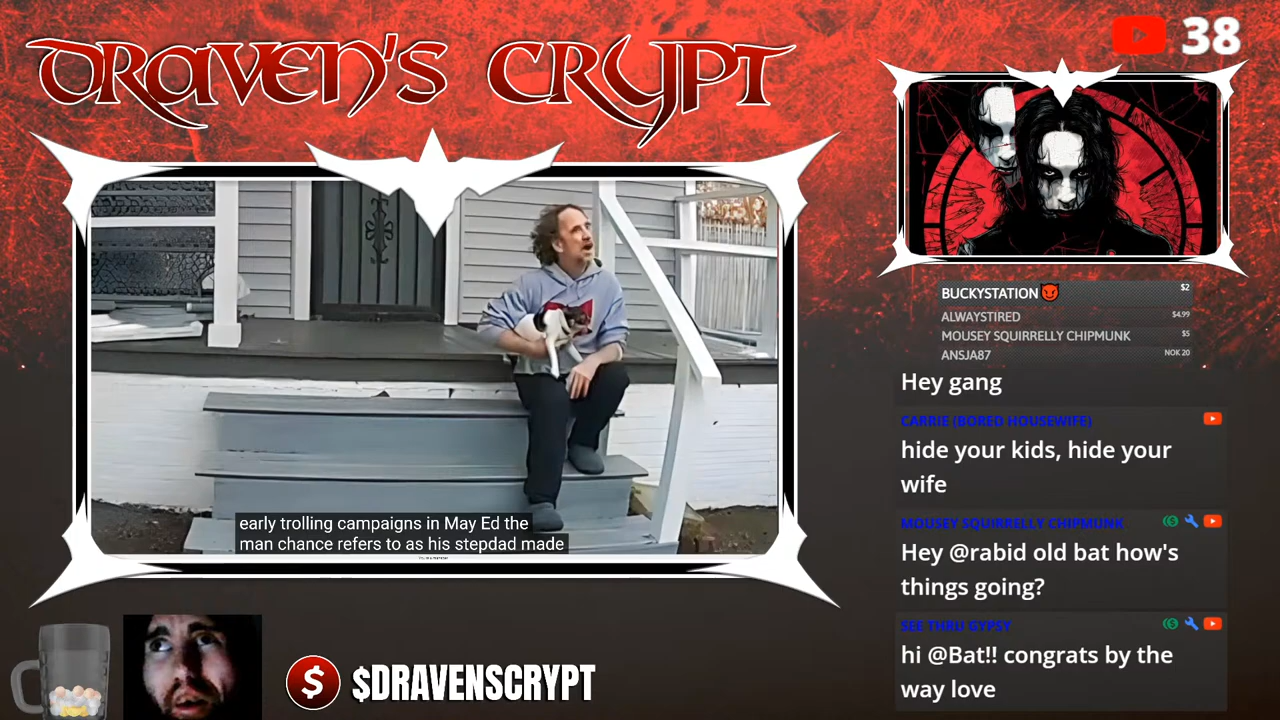 DRAVEN'S CRYPT
38
BUCKYSTATION😈 $2
ALWAYSTIRED $4.99
MOUSEY SQUIRRELLY CHIPMUNK $5
ANSJA87 NOK 20
Hey gang
CARRIE (BORED HOUSEWIFE)
hide your kids, hide your
wife
MOUSEY SQUIRRELLY CHIPMUNK
Hey @rabid old bat how's
things going?
SEE THRU GYPSY
hi @Bat!! congrats by the
way love
early trolling campaigns in May Ed the
man chance refers to as his stepdad made
$ $DRAVENSCRYPT